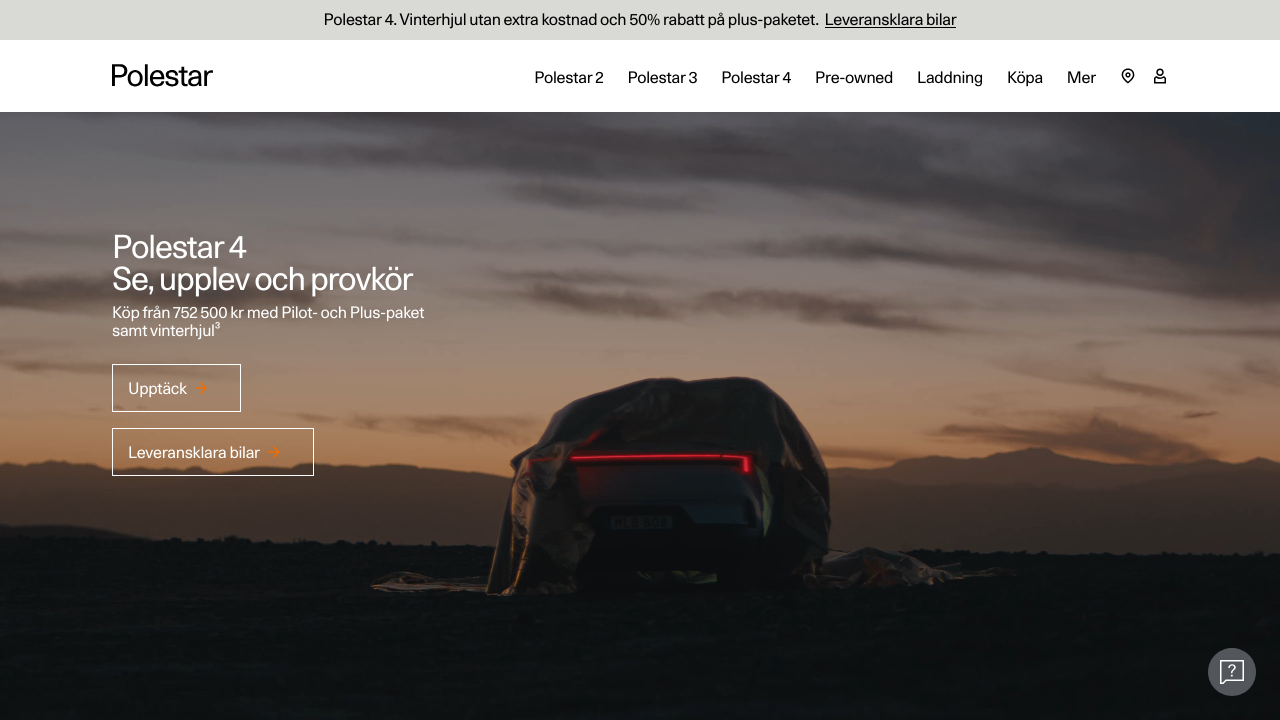 Polestar 4. Vinterhjul utan extra kostnad och 50% rabatt på plus-paketet. Leveransklara bilar
Polestar Polestar 2 Polestar 3 Polestar 4 Pre-owned Laddning Köpa Mer
Polestar 4
Se, upplev och provkör
Köp från 752 500 kr med Pilot- och Plus-paket
samt vinterhjul³
Upptäck →
Leveransklara bilar →
?